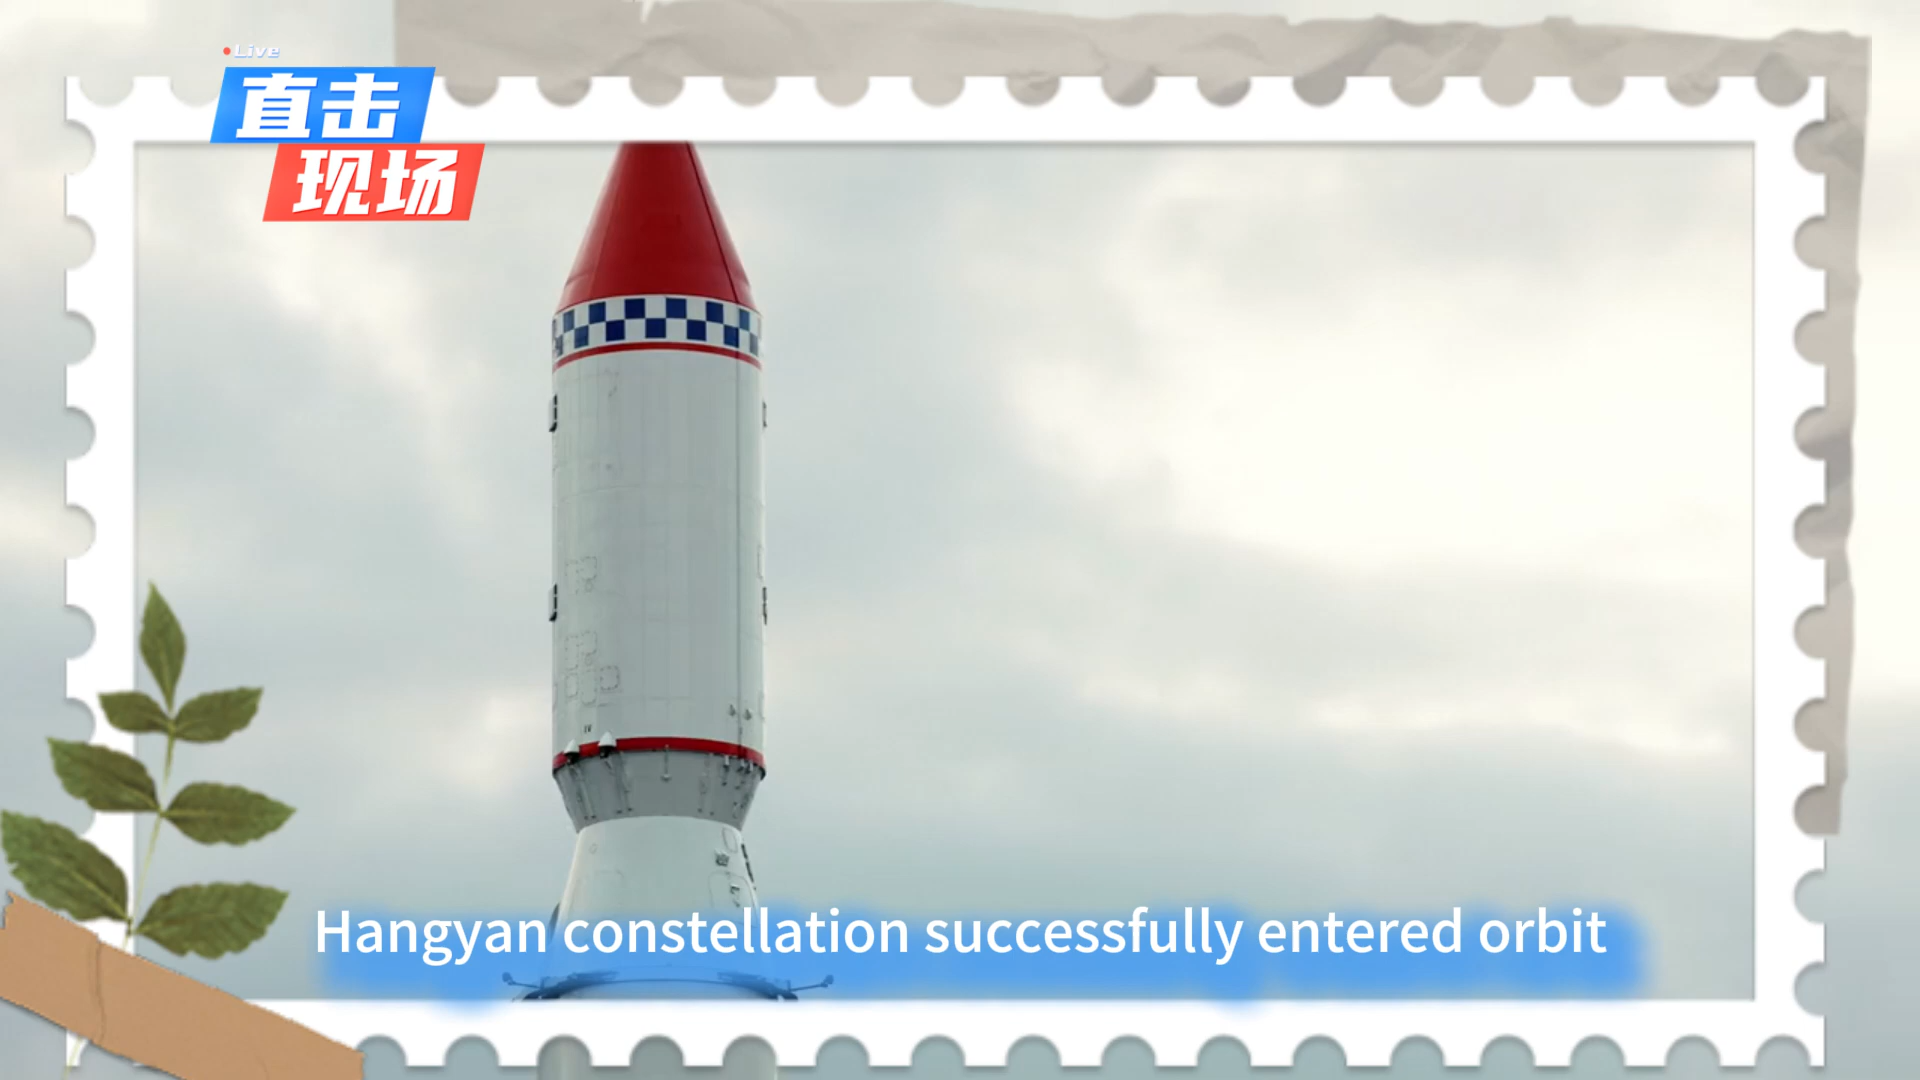 Live
直击
现场
Hangyan constellation successfully entered orbit